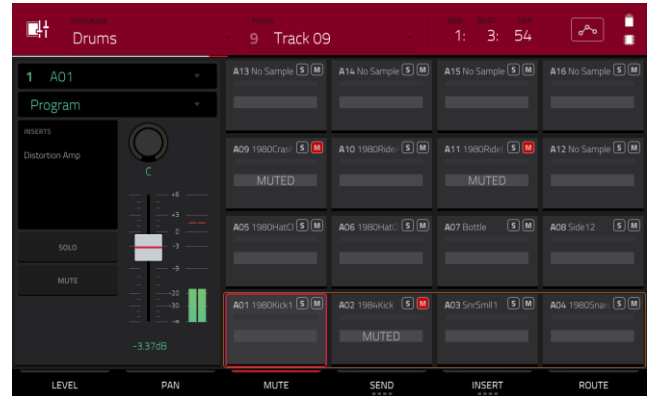 PROGRAM
Drums
TRACK
9 Track 09
BAR BEAT TICK
1: 3: 54
1 A01
Program
INSERTS
Distortion Amp
C
+6
+3
0
-3
-9
-20
-30
-∞
SOLO
MUTE
-3.37dB
A13 No Sample S M
A14 No Sample S M
A15 No Sample S M
A16 No Sample S M
A09 1980Cras S M
MUTED
A10 1980Ride S M
A11 1980Ride S M
MUTED
A12 No Sample S M
A05 1980HatCl S M
A06 1980HatC S M
A07 Bottle S M
A08 Side12 S M
A01 1980Kick1 S M
A02 1984Kick S M
MUTED
A03 SnrSmll1 S M
A04 1980Snar S M
LEVEL
PAN
MUTE
SEND
INSERT
ROUTE